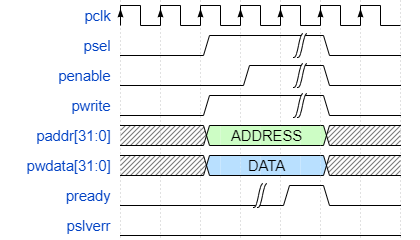 pclk
psel
penable
pwrite
paddr[31:0] ADDRESS
pwdata[31:0] DATA
pready
pslverr